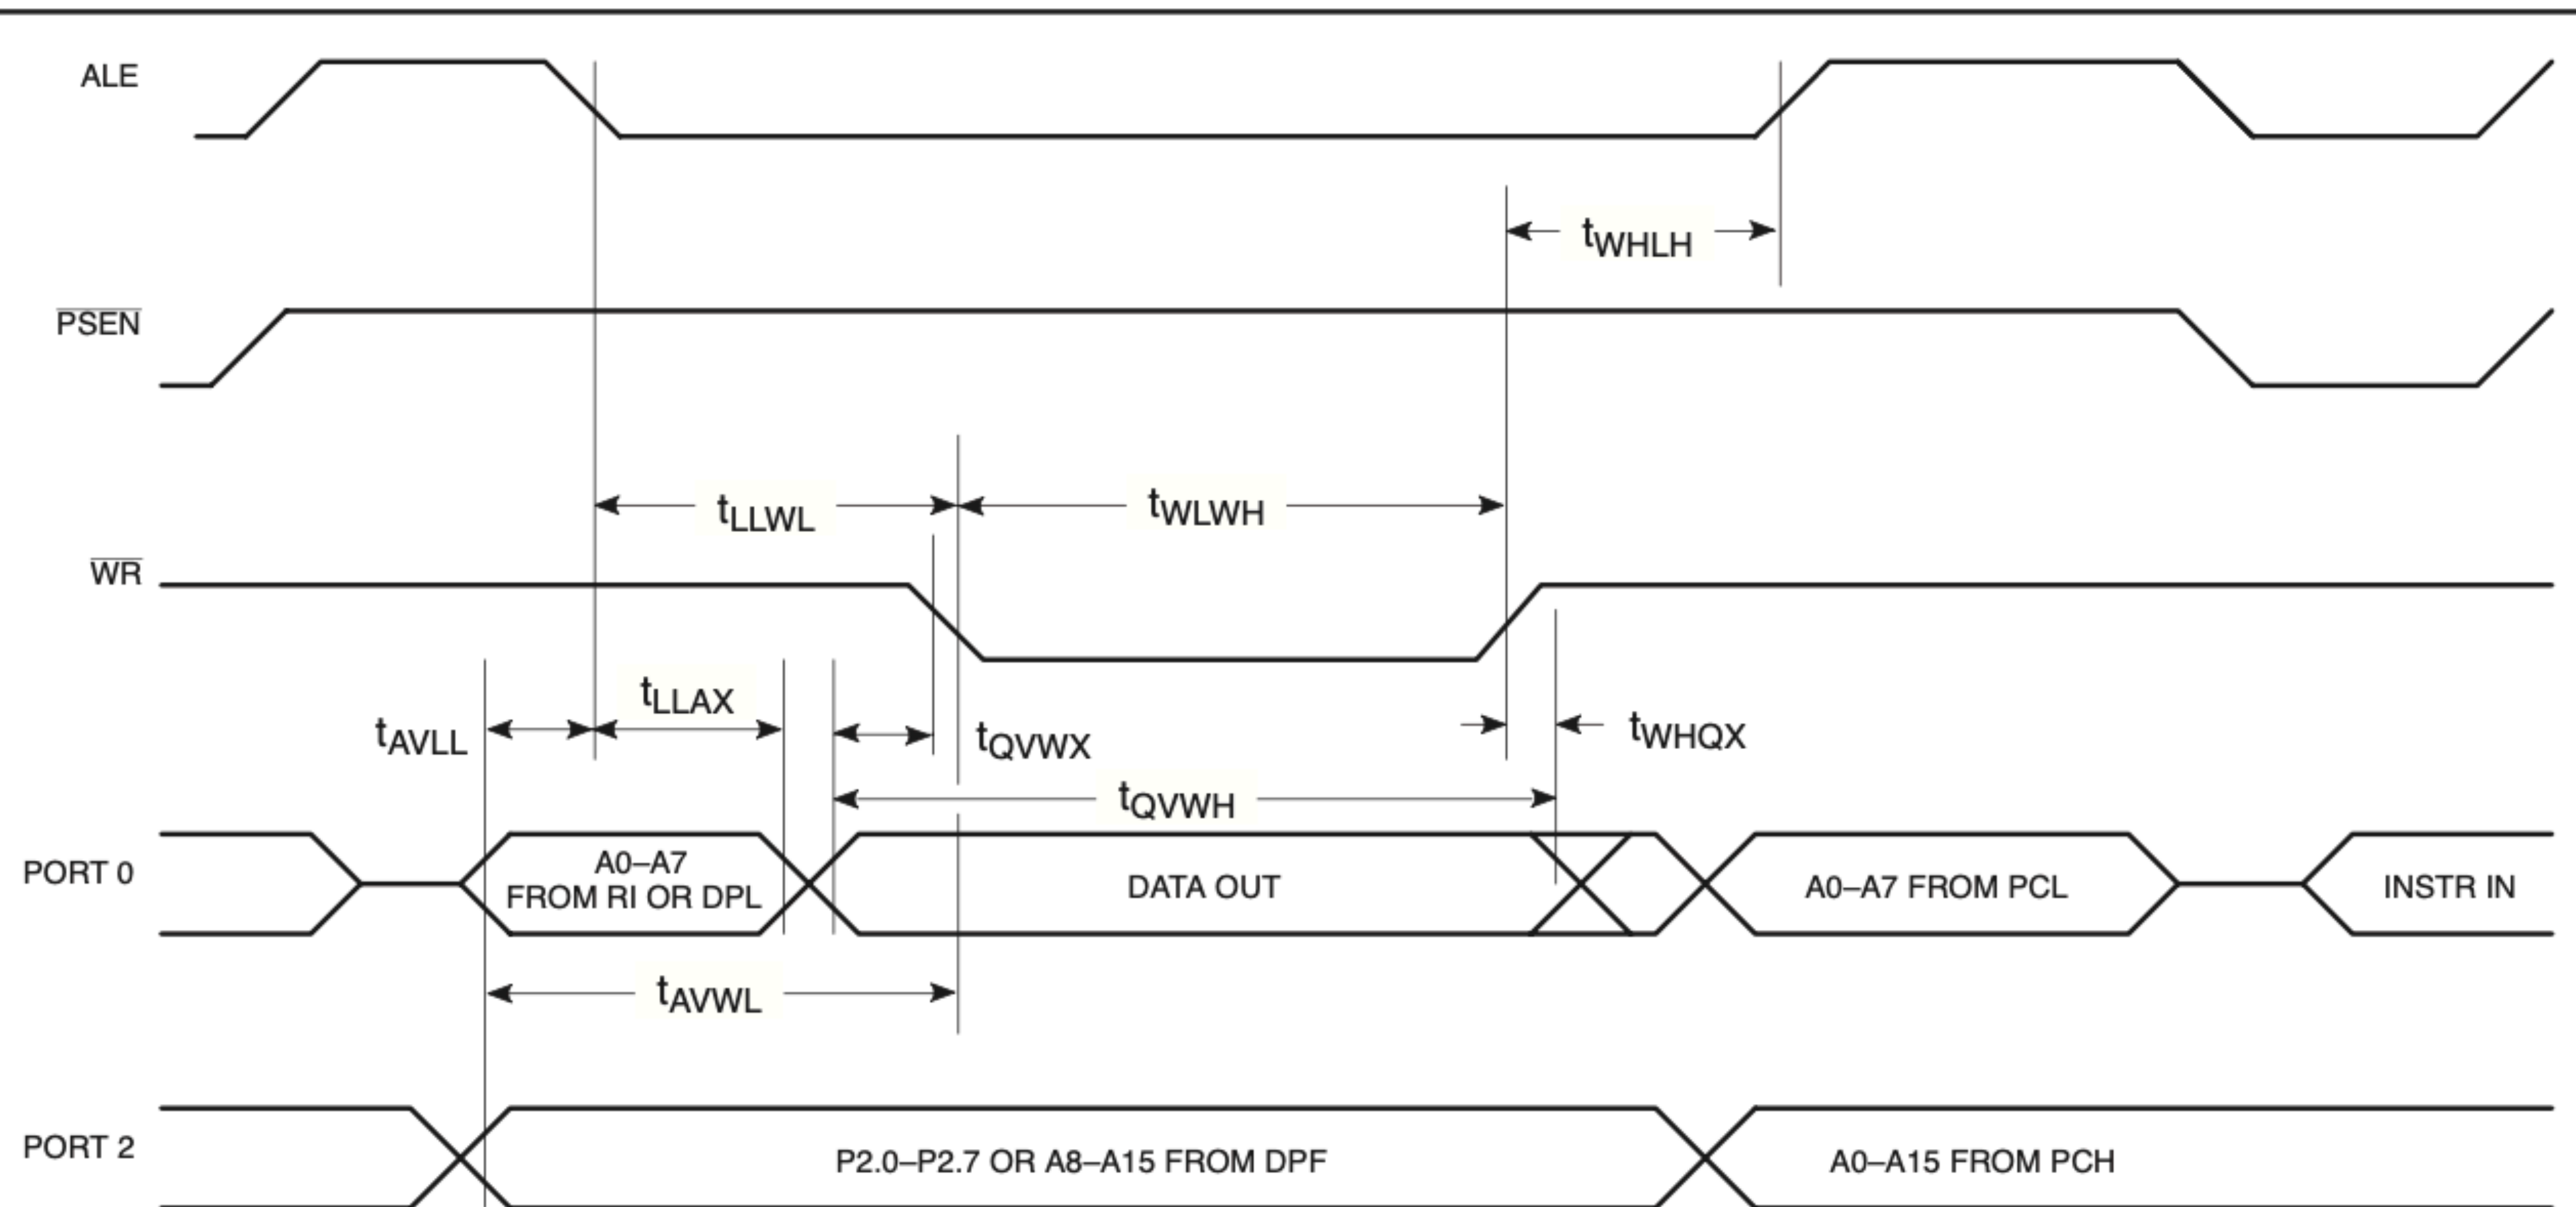 ALE
tWHLH
PSEN
tLLWL
tWLWH
WR
tLLAX
tAVLL
tQVWX
tWHQX
tQVWH
PORT 0
A0–A7
FROM RI OR DPL
DATA OUT
A0–A7 FROM PCL
INSTR IN
tAVWL
PORT 2
P2.0–P2.7 OR A8–A15 FROM DPF
A0–A15 FROM PCH